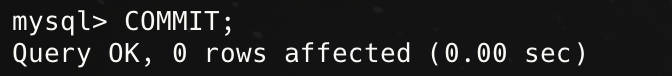 mysql> COMMIT;
Query OK, 0 rows affected (0.00 sec)